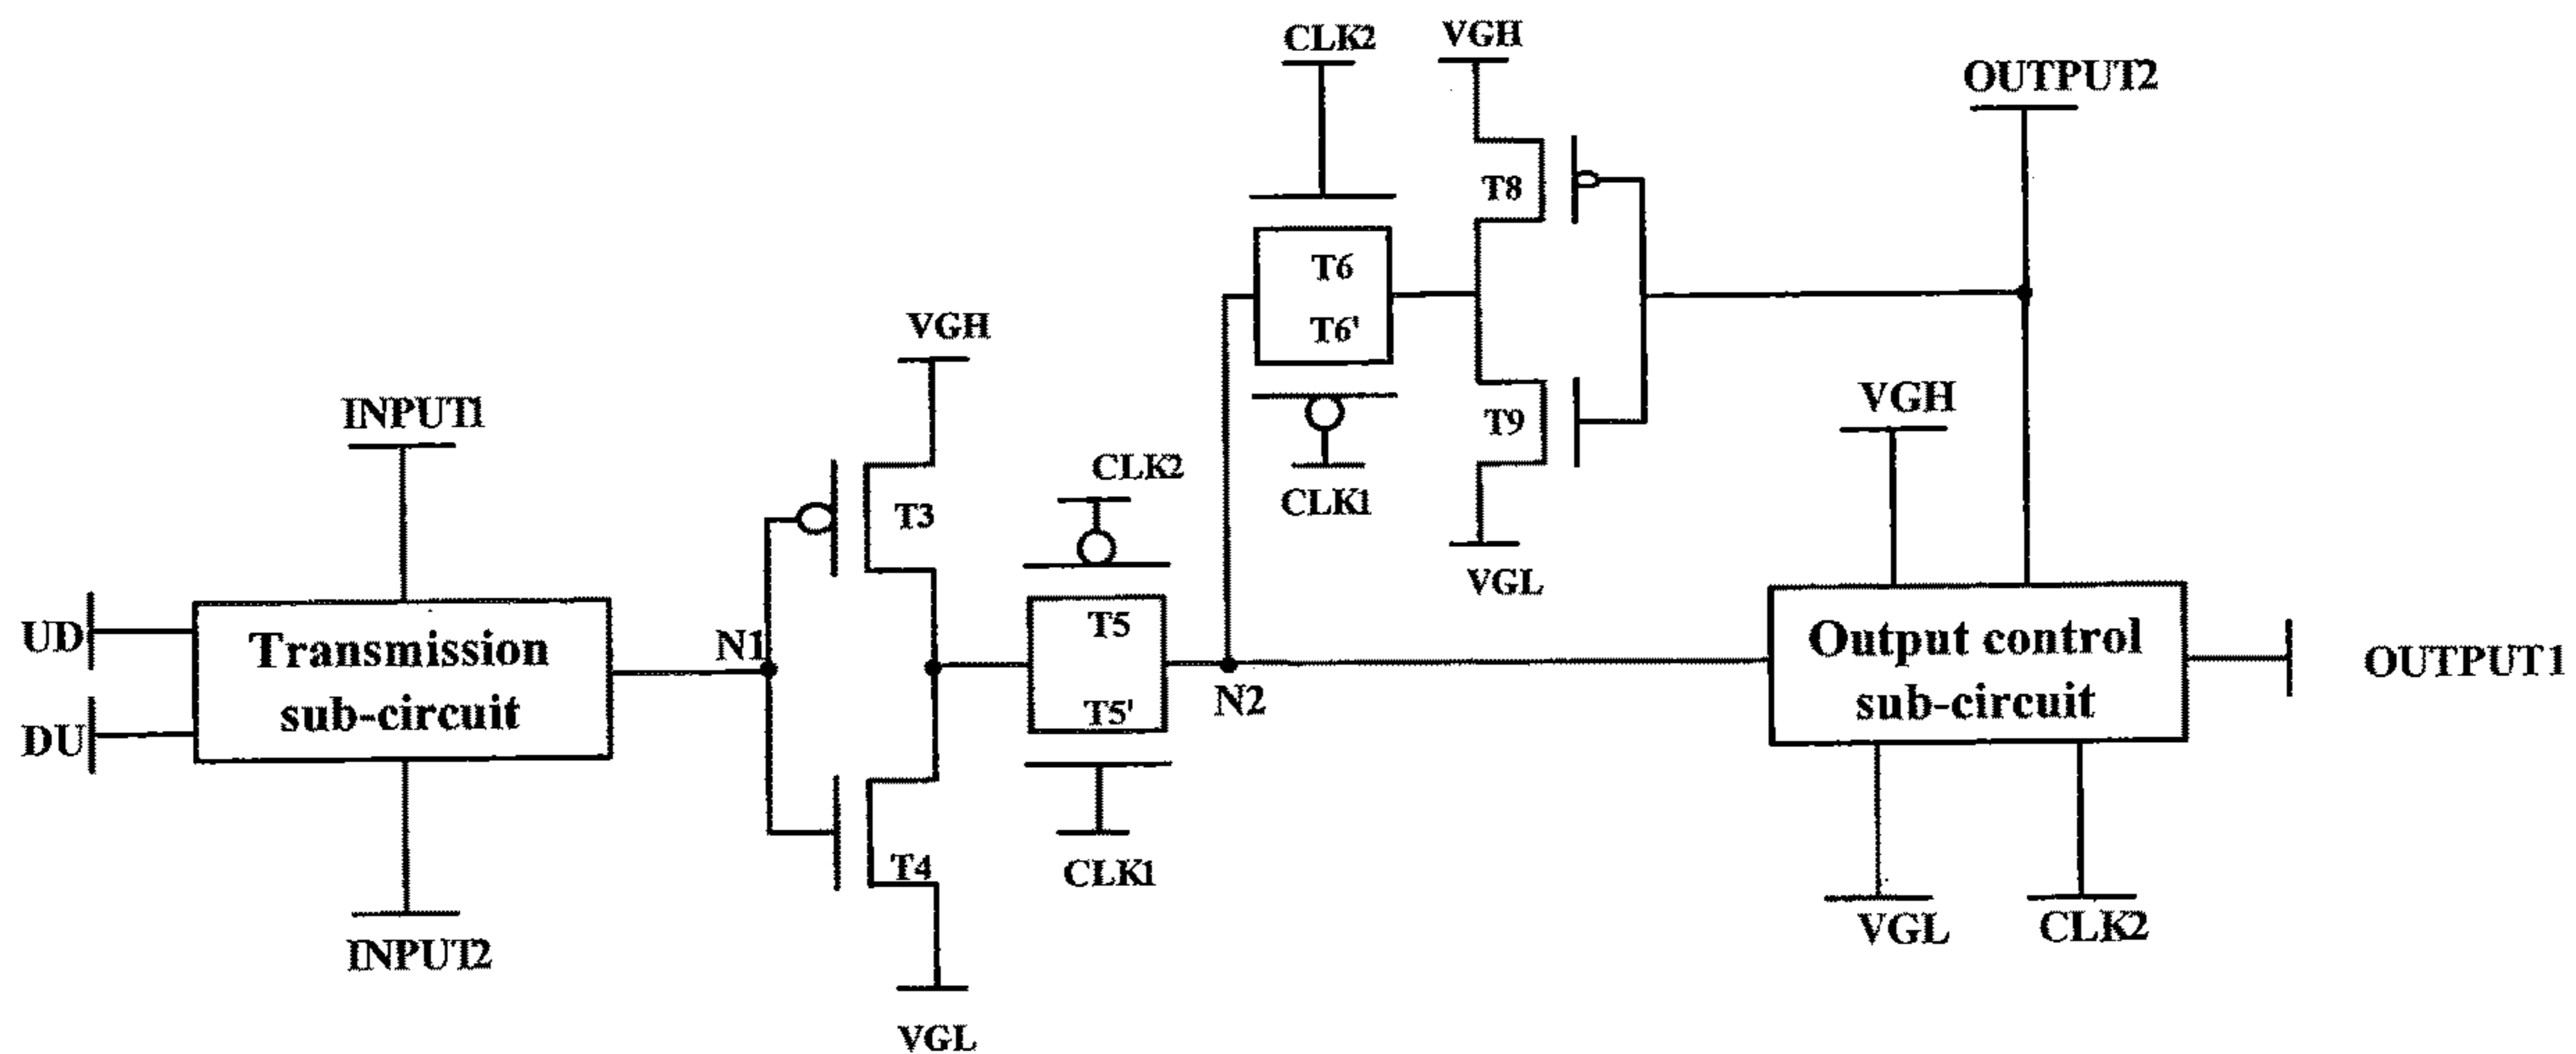 CLK2
VGH
OUTPUT2
T8
T6
T6'
VGH
INPUT1
VGH
T9
CLK2
CLK1
T3
VGL
UD
Transmission
sub-circuit
N1
T5
T5'
N2
Output control
sub-circuit
OUTPUT1
DU
T4
CLK1
INPUT2
VGL
CLK2
VGL